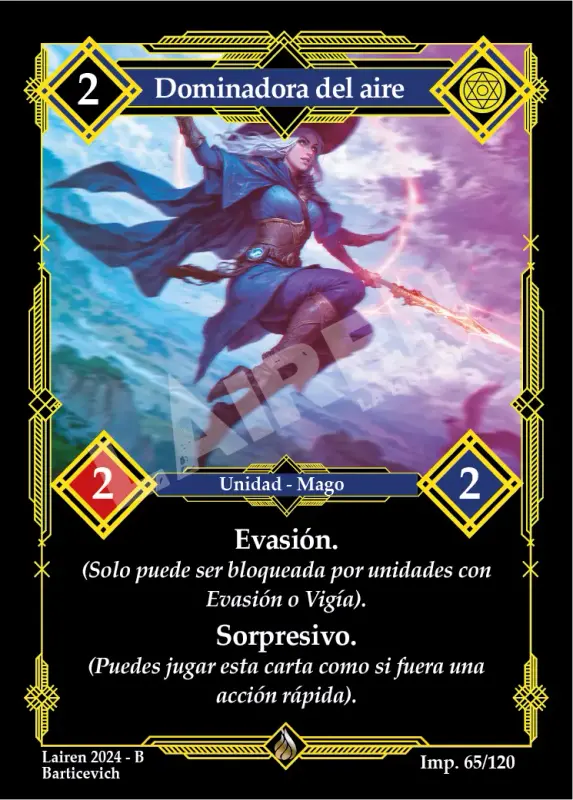 2
Dominadora del aire
LAIREN
2
Unidad - Mago
2
Evasión.
(Solo puede ser bloqueada por unidades con
Evasión o Vigía).
Sorpresivo.
(Puedes jugar esta carta como si fuera una
acción rápida).
Lairen 2024 - B
Barticevich
Imp. 65/120